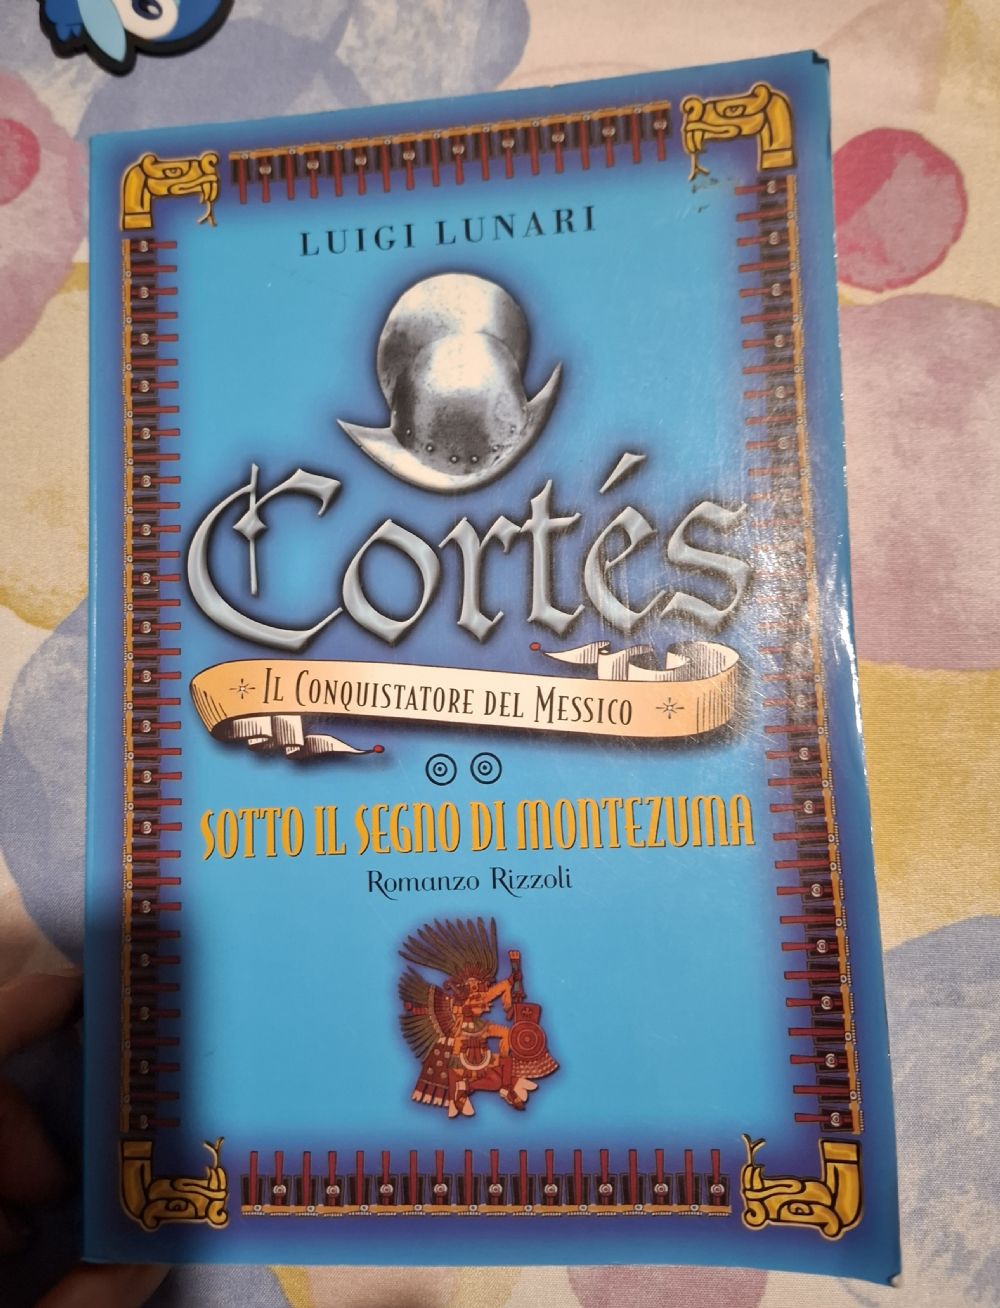 LUIGI LUNARI
Cortés
IL CONQUISTATORE DEL MESSICO
SOTTO IL SEGNO DI MONTEZUMA
Romanzo Rizzoli